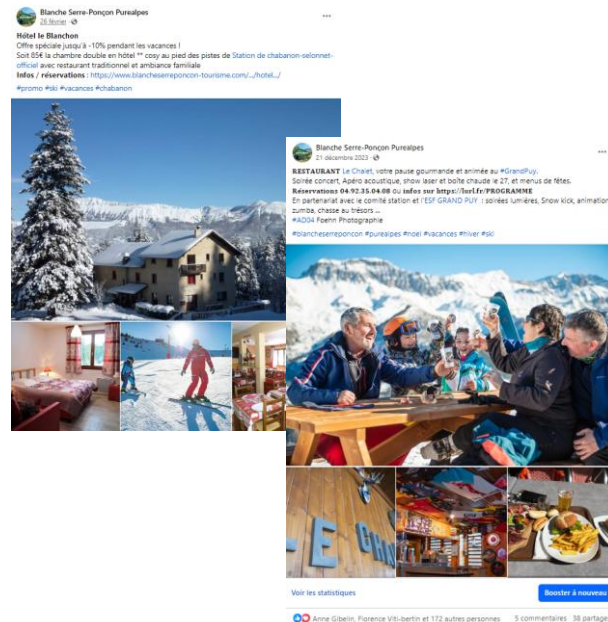 Blanche Serre-Ponçon Purealpes
28 février
Hôtel le Blanchon
Offre spéciale jusqu'à -10% pendant les vacances !
Soit 85€ la chambre double en hôtel ** cosy au pied des pistes de Station de chabanon-selonnet-
officiel avec restaurant traditionnel et ambiance familiale
Infos / réservations : https://www.blancheserreponcon-tourisme.com/.../hotel.../
#promo #ski #vacances #chabanon
Blanche Serre-Ponçon Purealpes
21 décembre 2023
RESTAURANT Le Chalet, votre pause gourmande et animée au #GrandPuy.
Soirée concert, Apéro acoustique, show laser et boîte chaude le 27, et menus de fêtes.
Réservations 04.92.35.04.08 ou infos sur https://lurl.fr/PROGRAMME
En partenariat avec le comité station et l'ESF GRAND PUY : soirées lumières, Snow kick, animation
zumba, chasse au trésors ...
#AD04 Foehn Photographie
#blancheserreponcon #purealpes #noel #vacances #hiver #ski
LE CHA
Voir les statistiques
Booster à nouveau
Anne Gibelin, Florence Viti-bertin et 172 autres personnes
5 commentaires 38 partage